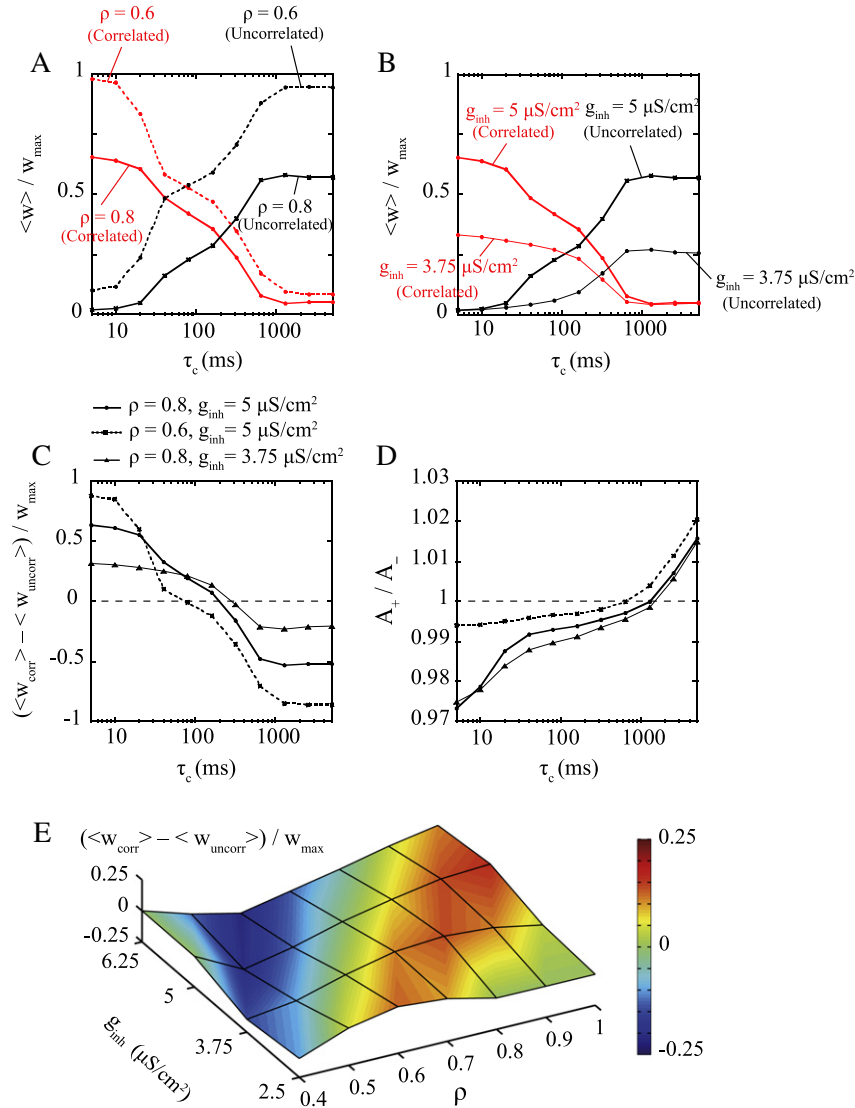 ρ = 0.6
(Correlated)
ρ = 0.6
(Uncorrelated)
A
1
0.5
0
<w> / w_max
ρ = 0.8
(Correlated)
ρ = 0.8
(Uncorrelated)
10 100 1000
τ_c (ms)
B
1
0.5
0
<w> / w_max
g_inh = 5 μS/cm²
(Correlated)
g_inh = 5 μS/cm²
(Uncorrelated)
g_inh = 3.75 μS/cm²
(Correlated)
g_inh = 3.75 μS/cm²
(Uncorrelated)
10 100 1000
τ_c (ms)
ρ = 0.8, g_inh = 5 μS/cm²
ρ = 0.6, g_inh = 5 μS/cm²
ρ = 0.8, g_inh = 3.75 μS/cm²
C
1
0.5
0
-0.5
-1
(<w_corr> – < w_uncorr>) / w_max
10 100 1000
τ_c (ms)
D
1.03
1.02
1.01
1
0.99
0.98
0.97
A_+ / A_−
10 100 1000
τ_c (ms)
E
(<w_corr> – < w_uncorr>) / w_max
0.25
0
-0.25
6.25
5
3.75
2.5
g_inh (μS/cm²)
0.4 0.5 0.6 0.7 0.8 0.9 1
ρ
0.25
0
-0.25